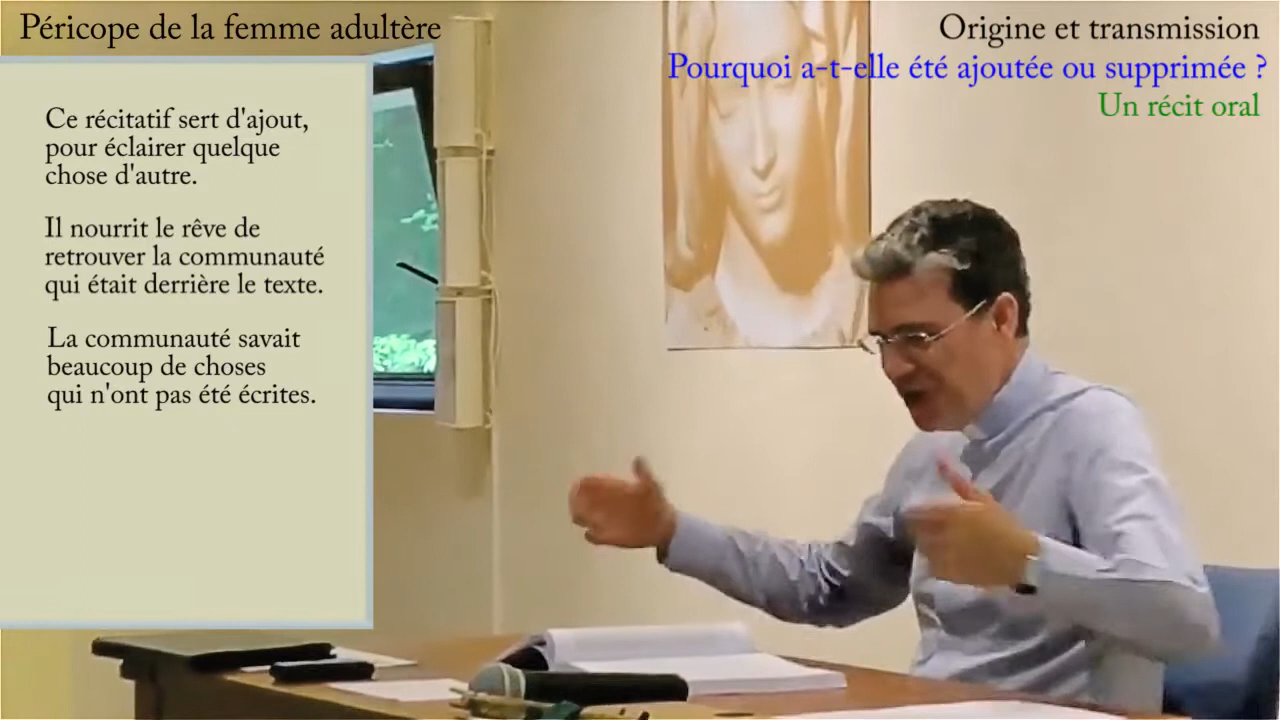 Péricope de la femme adultère
Origine et transmission
Pourquoi a-t-elle été ajoutée ou supprimée ?
Un récit oral
Ce récitatif sert d'ajout,
pour éclairer quelque
chose d'autre.
Il nourrit le rêve de
retrouver la communauté
qui était derrière le texte.
La communauté savait
beaucoup de choses
qui n'ont pas été écrites.